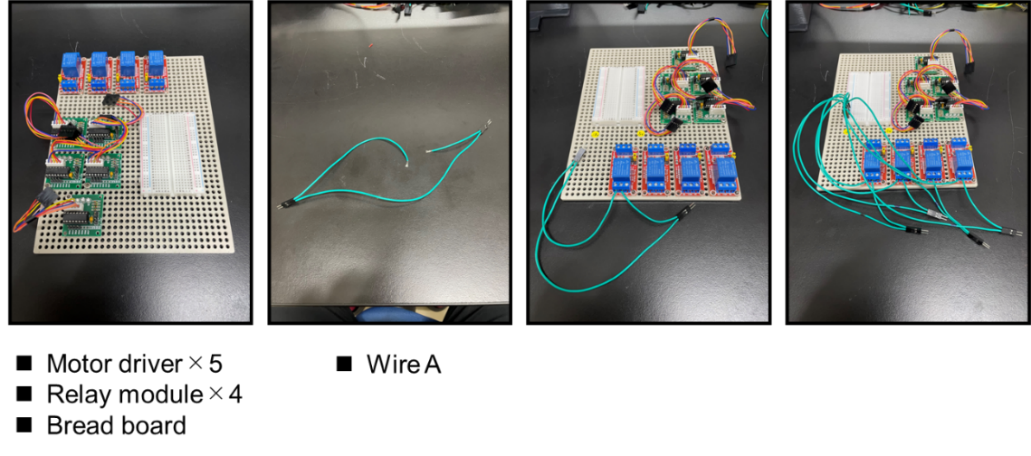 ■ Motor driver×5
■ Relay module×4
■ Bread board
■ Wire A